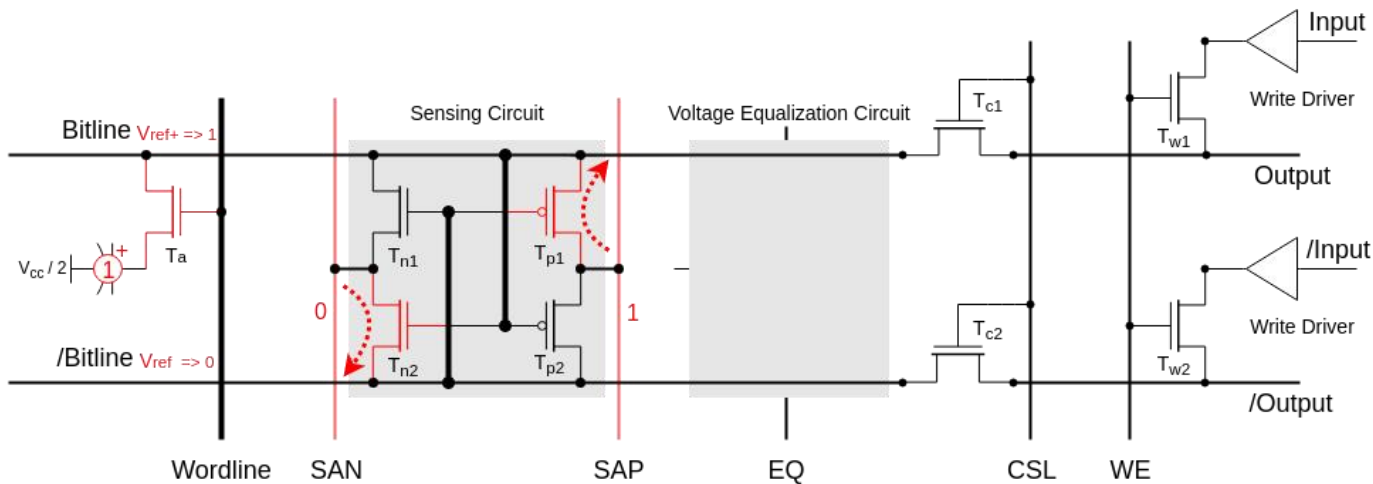 Input
Sensing Circuit
Voltage Equalization Circuit
Tc1
Write Driver
Bitline Vref+ => 1
Tw1
Output
Ta
Tn1
Tp1
Vcc / 2
1
+
/Input
0
1
Tc2
Write Driver
/Bitline Vref => 0
Tn2
Tp2
Tw2
/Output
Wordline
SAN
SAP
EQ
CSL
WE